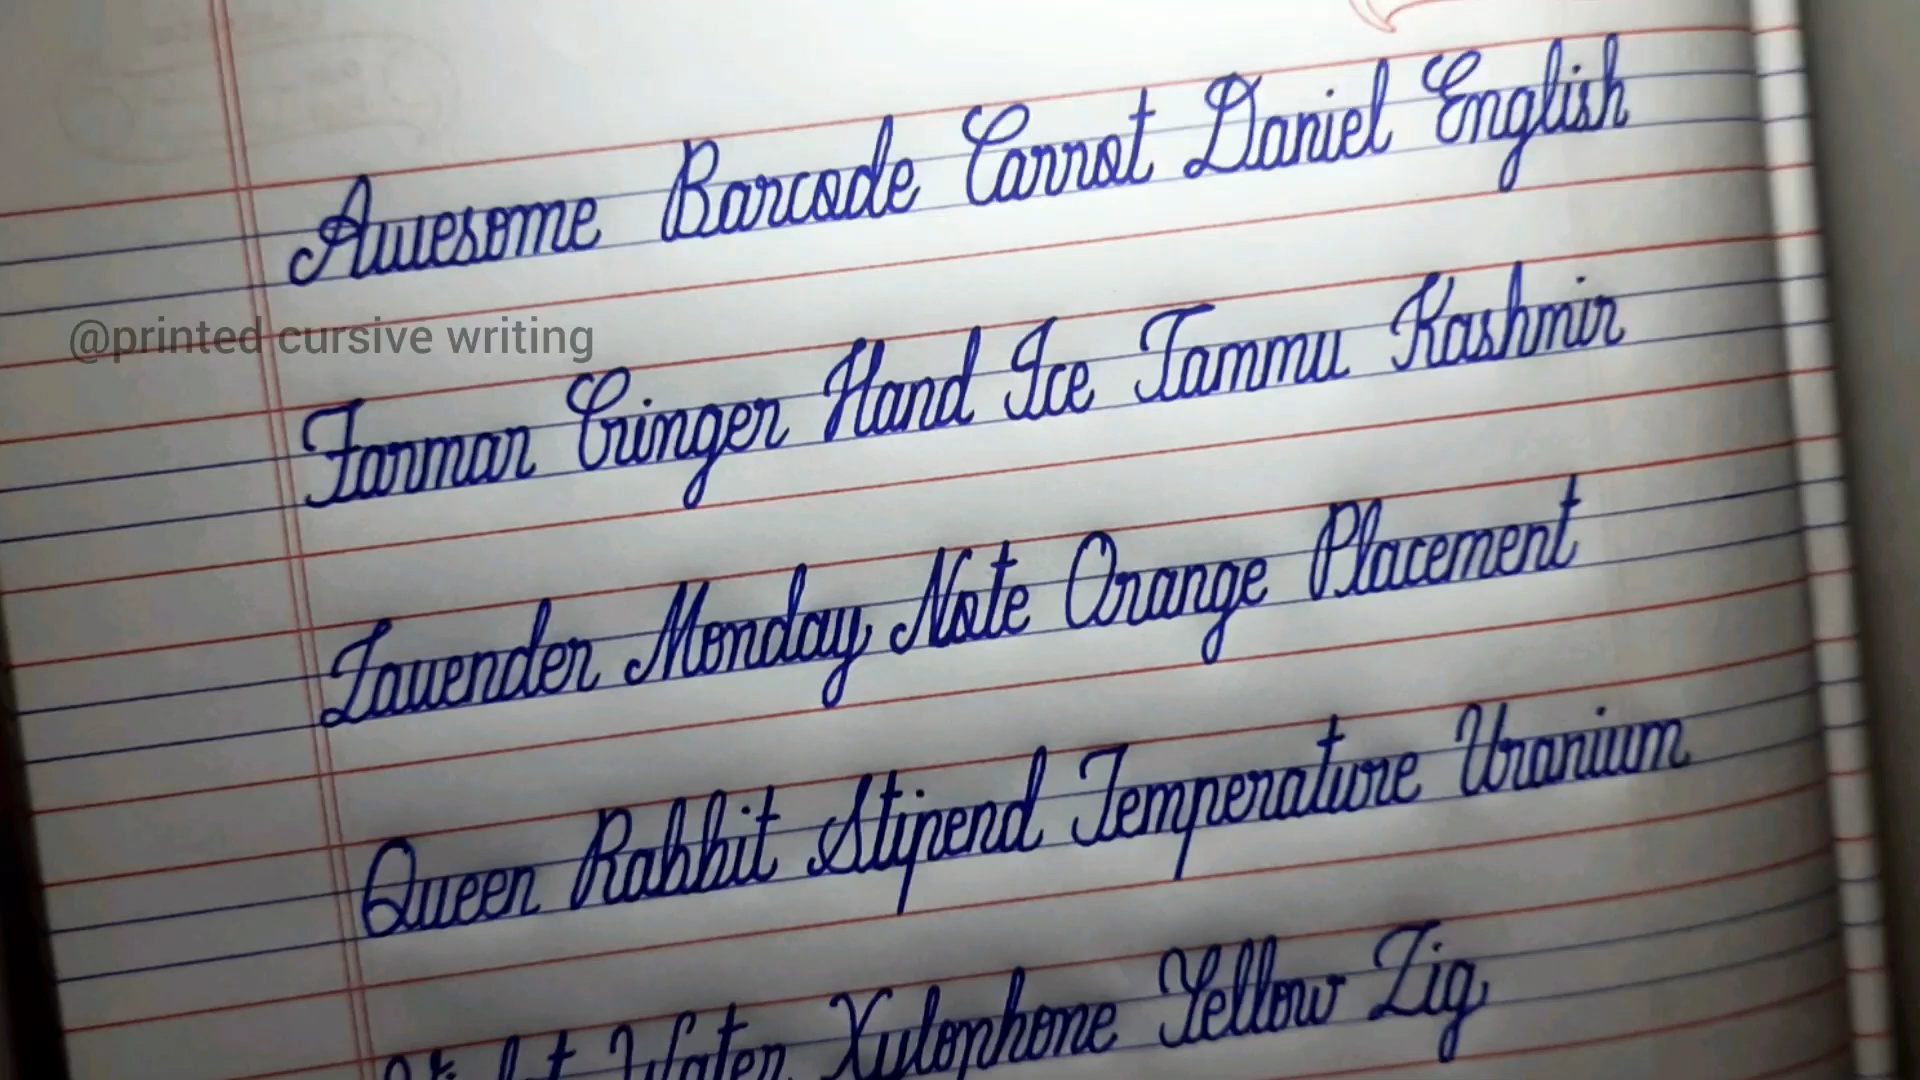 Awesome Barcode Carrot Daniel English
@printed cursive writing
Farmar Ginger Hand Ice Jammu Kashmir
Lavender Monday Note Orange Placement
Queen Rabbit Stipend Temperature Uranium
Water Xylophone Yellow Zig